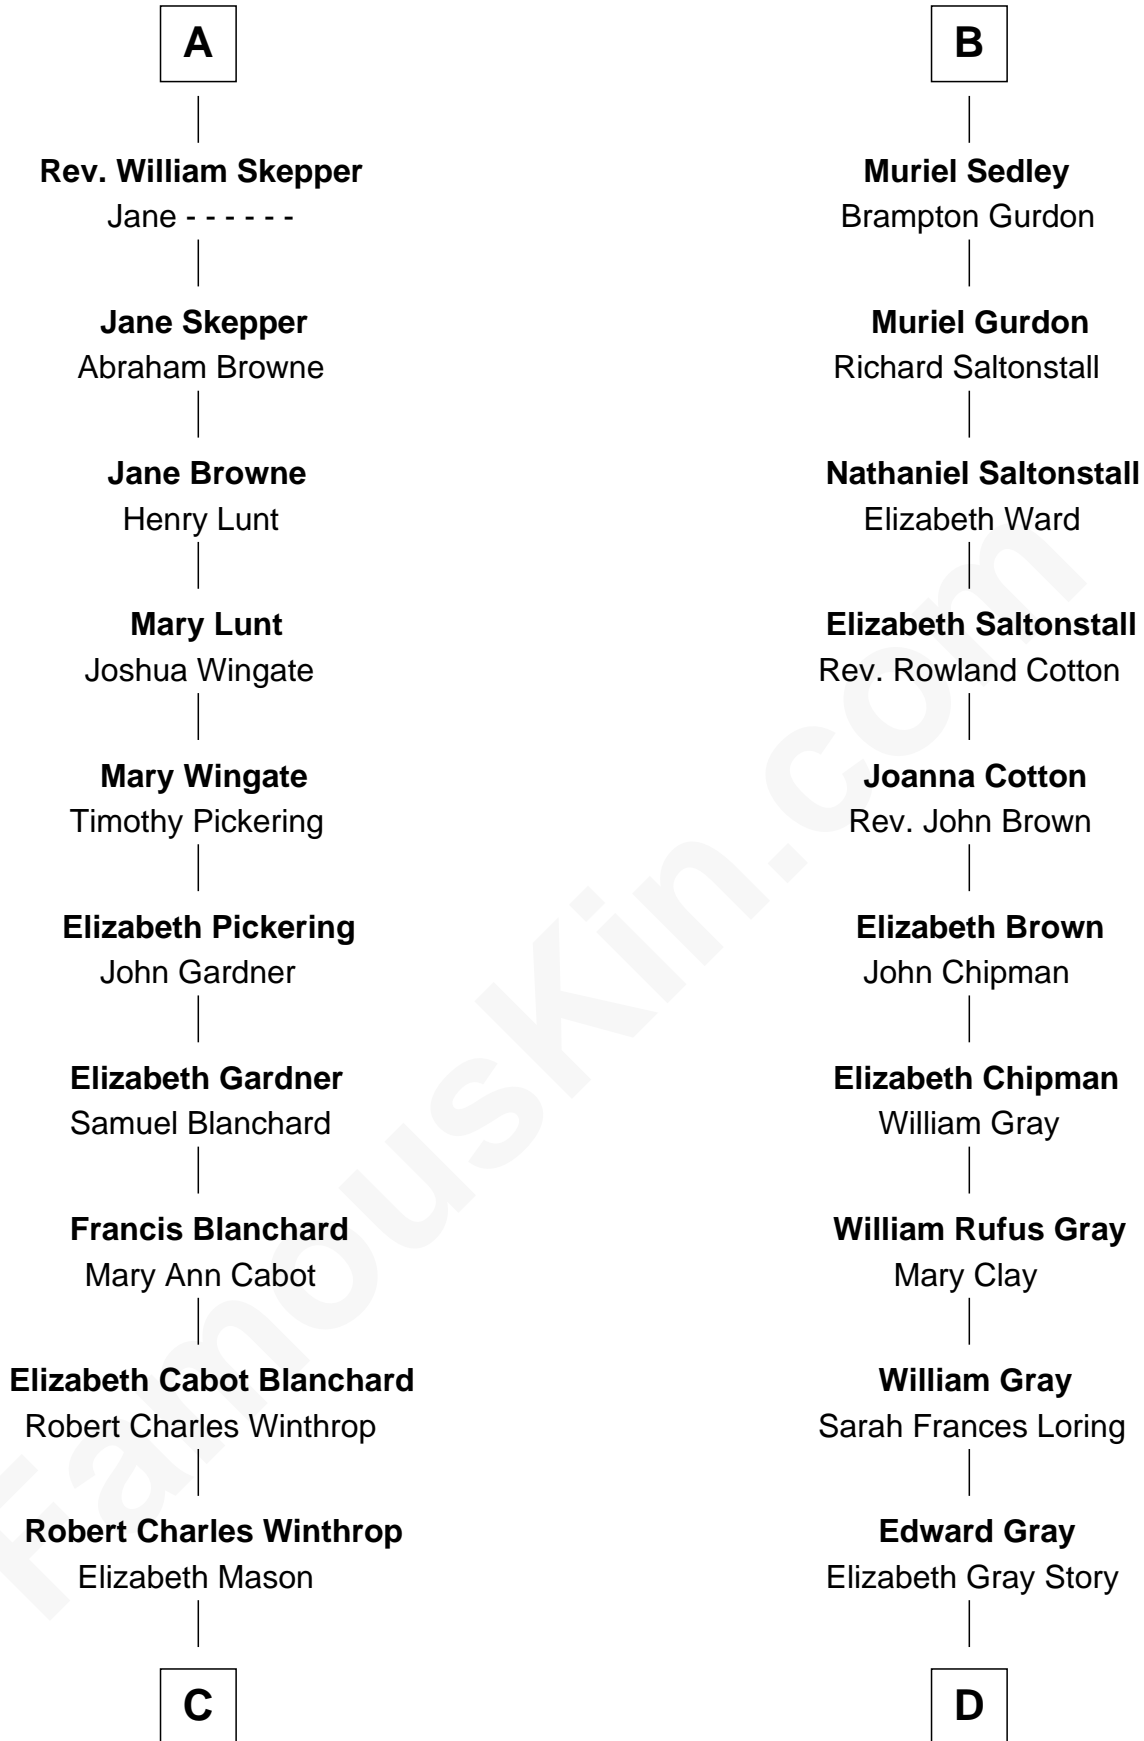 A
Rev. William Skepper
Jane - - - - - -
Jane Skepper
Abraham Browne
Jane Browne
Henry Lunt
Mary Lunt
Joshua Wingate
Mary Wingate
Timothy Pickering
Elizabeth Pickering
John Gardner
Elizabeth Gardner
Samuel Blanchard
Francis Blanchard
Mary Ann Cabot
Elizabeth Cabot Blanchard
Robert Charles Winthrop
Robert Charles Winthrop
Elizabeth Mason
C
B
Muriel Sedley
Brampton Gurdon
Muriel Gurdon
Richard Saltonstall
Nathaniel Saltonstall
Elizabeth Ward
Elizabeth Saltonstall
Rev. Rowland Cotton
Joanna Cotton
Rev. John Brown
Elizabeth Brown
John Chipman
Elizabeth Chipman
William Gray
William Rufus Gray
Mary Clay
William Gray
Sarah Frances Loring
Edward Gray
Elizabeth Gray Story
D
FamousKin.com